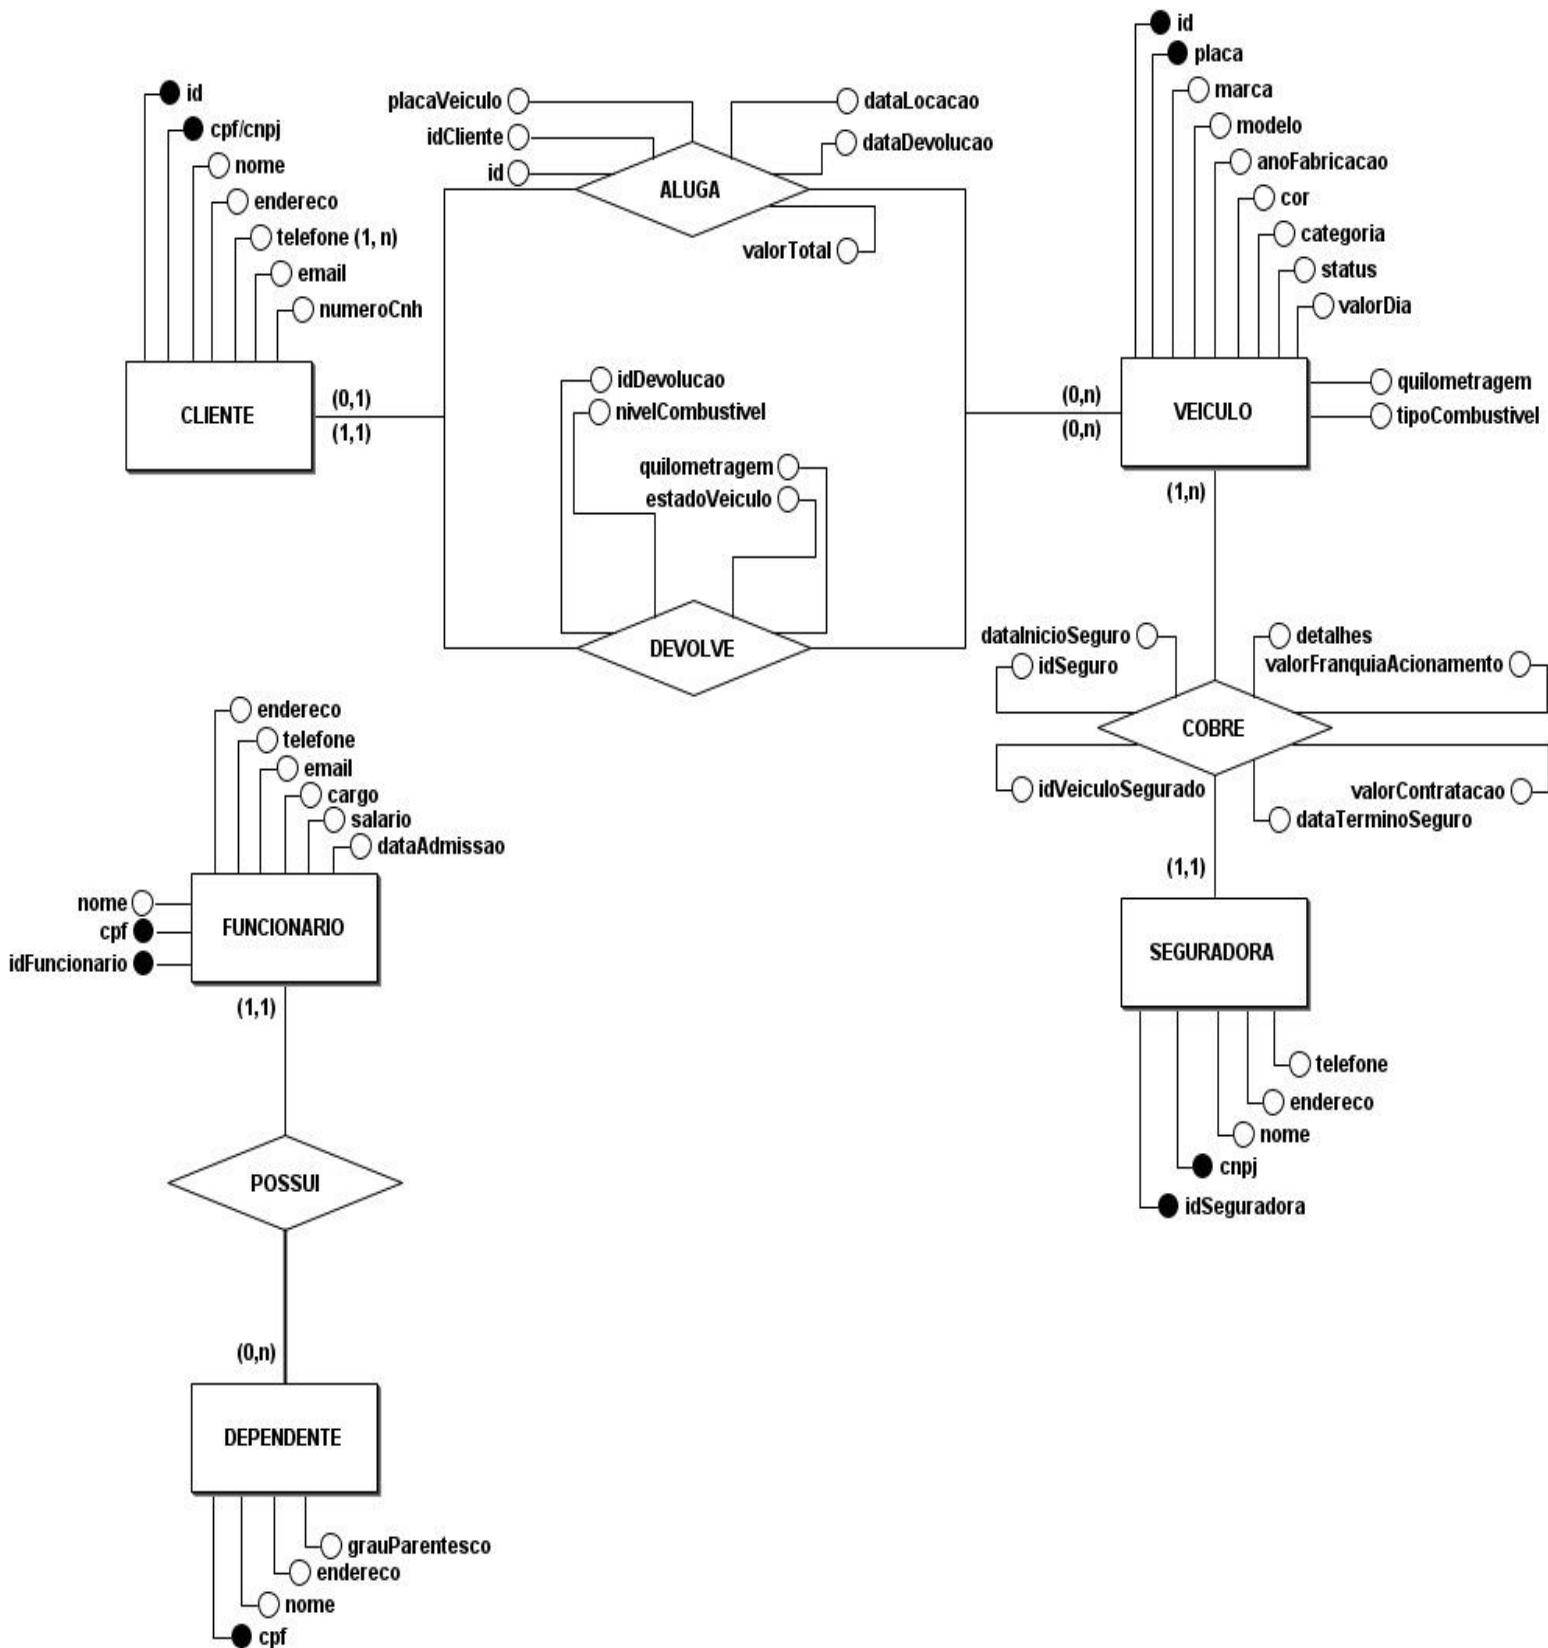 id
cpf/cnpj
nome
endereco
telefone (1, n)
email
numeroCnh
CLIENTE
(0,1)
(1,1)
placaVeiculo
idCliente
id
dataLocacao
dataDevolucao
ALUGA
valorTotal
id
placa
marca
modelo
anoFabricacao
cor
categoria
status
valorDia
quilometragem
tipoCombustivel
(0,n)
(0,n)
VEICULO
(1,n)
idDevolucao
nivelCombustivel
quilometragem
estadoVeiculo
DEVOLVE
dataInicioSeguro
idSeguro
detalhes
valorFranquiaAcionamento
COBRE
idVeiculoSegurado
valorContratacao
dataTerminoSeguro
(1,1)
SEGURADORA
telefone
endereco
nome
cnpj
idSeguradora
endereco
telefone
email
cargo
salario
dataAdmissao
nome
cpf
idFuncionario
FUNCIONARIO
(1,1)
POSSUI
(0,n)
DEPENDENTE
grauParentesco
endereco
nome
cpf